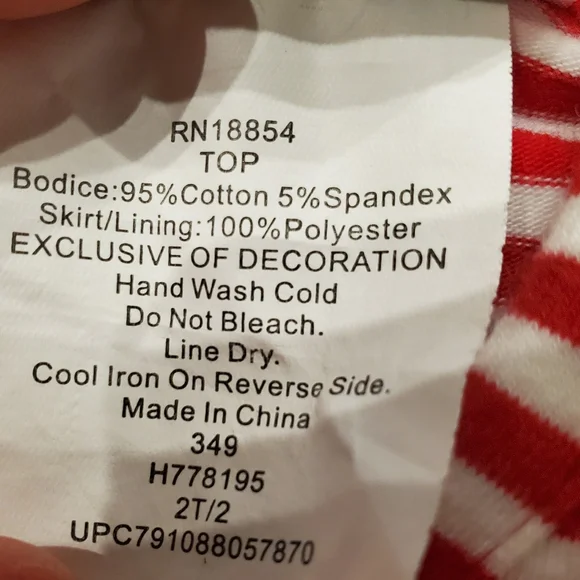 RN18854
TOP
Bodice:95%Cotton 5%Spandex
Skirt/Lining:100%Polyester
EXCLUSIVE OF DECORATION
Hand Wash Cold
Do Not Bleach.
Line Dry.
Cool Iron On Reverse Side.
Made In China
349
H778195
2T/2
UPC791088057870